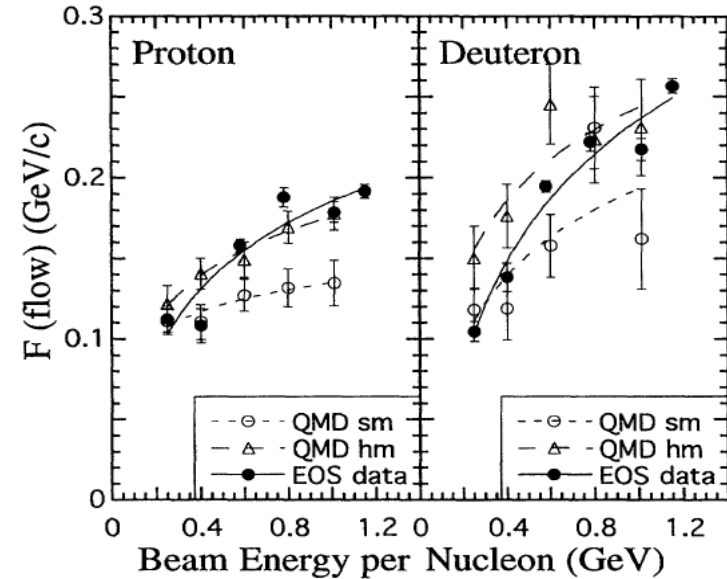 0.3
0.2
0.1
0
F (flow) (GeV/c)
Proton
QMD sm
QMD hm
EOS data
Deuteron
QMD sm
QMD hm
EOS data
0 0.4 0.8 1.2 0 0.4 0.8 1.2
Beam Energy per Nucleon (GeV)